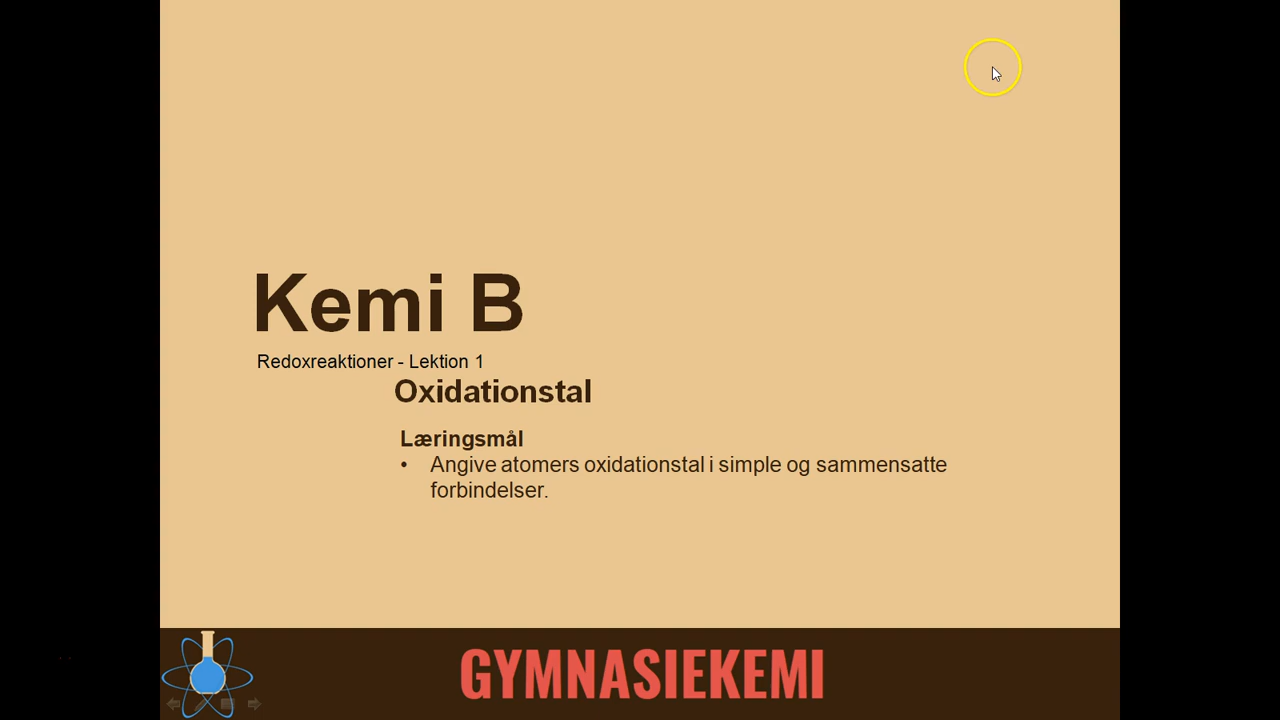 Kemi B
Redoxreaktioner - Lektion 1
Oxidationstal
Læringsmål
• Angive atomers oxidationstal i simple og sammensatte
forbindelser.
GYMNASIEKEMI